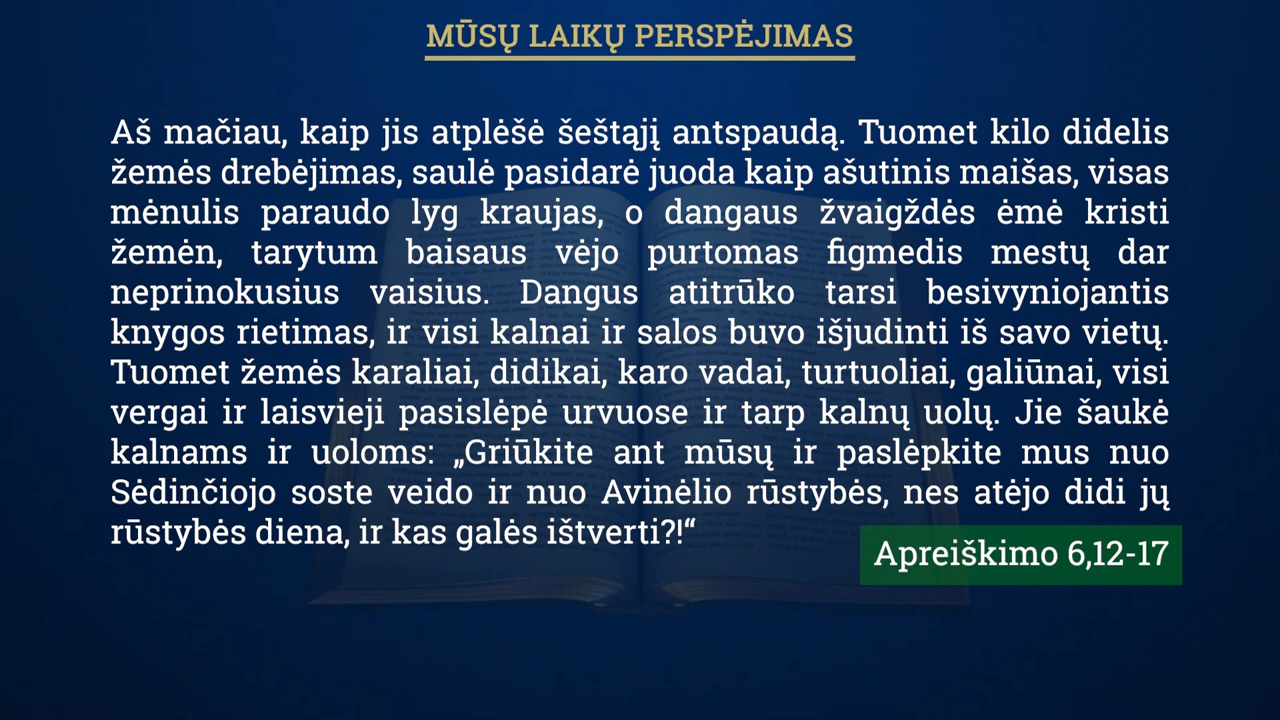 MŪSŲ LAIKŲ PERSPĖJIMAS
Aš mačiau, kaip jis atplėšė šeštąjį antspaudą. Tuomet kilo didelis
žemės drebėjimas, saulė pasidarė juoda kaip ašutinis maišas, visas
mėnulis paraudo lyg kraujas, o dangaus žvaigždės ėmė kristi
žemėn, tarytum baisaus vėjo purtomas figmedis mestų dar
neprinokusius vaisius. Dangus atitrūko tarsi besivyniojantis
knygos rietimas, ir visi kalnai ir salos buvo išjudinti iš savo vietų.
Tuomet žemės karaliai, didikai, karo vadai, turtuoliai, galiūnai, visi
vergai ir laisvieji pasislėpė urvuose ir tarp kalnų uolų. Jie šaukė
kalnams ir uoloms: „Griūkite ant mūsų ir paslėpkite mus nuo
Sėdinčiojo soste veido ir nuo Avinėlio rūstybės, nes atėjo didi jų
rūstybės diena, ir kas galės ištverti?!“
Apreiškimo 6,12-17